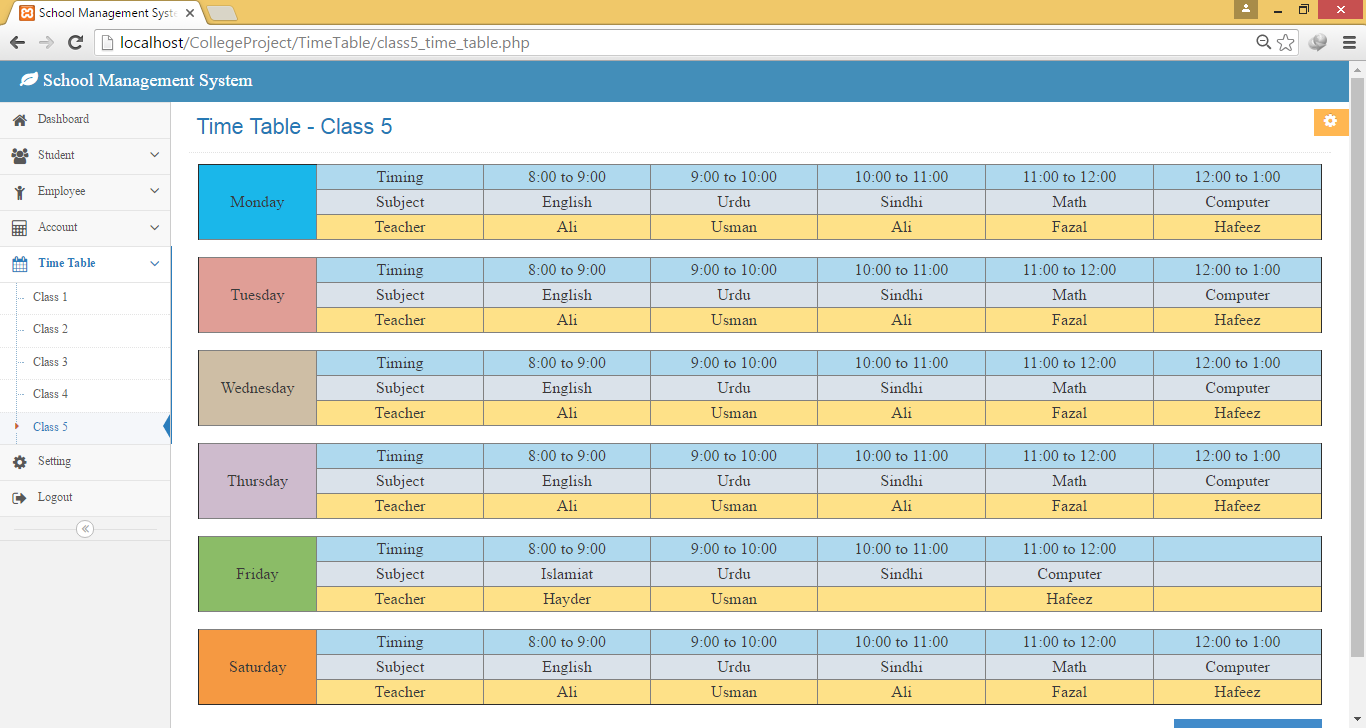 School Management Syste
localhost/CollegeProject/TimeTable/class5_time_table.php
School Management System
Dashboard
Student
Employee
Account
Time Table
Class 1
Class 2
Class 3
Class 4
Class 5
Setting
Logout
Time Table - Class 5
Monday
Timing 8:00 to 9:00 9:00 to 10:00 10:00 to 11:00 11:00 to 12:00 12:00 to 1:00
Subject English Urdu Sindhi Math Computer
Teacher Ali Usman Ali Fazal Hafeez
Tuesday
Timing 8:00 to 9:00 9:00 to 10:00 10:00 to 11:00 11:00 to 12:00 12:00 to 1:00
Subject English Urdu Sindhi Math Computer
Teacher Ali Usman Ali Fazal Hafeez
Wednesday
Timing 8:00 to 9:00 9:00 to 10:00 10:00 to 11:00 11:00 to 12:00 12:00 to 1:00
Subject English Urdu Sindhi Math Computer
Teacher Ali Usman Ali Fazal Hafeez
Thursday
Timing 8:00 to 9:00 9:00 to 10:00 10:00 to 11:00 11:00 to 12:00 12:00 to 1:00
Subject English Urdu Sindhi Math Computer
Teacher Ali Usman Ali Fazal Hafeez
Friday
Timing 8:00 to 9:00 9:00 to 10:00 10:00 to 11:00 11:00 to 12:00
Subject Islamiat Urdu Sindhi Computer
Teacher Hayder Usman Hafeez
Saturday
Timing 8:00 to 9:00 9:00 to 10:00 10:00 to 11:00 11:00 to 12:00 12:00 to 1:00
Subject English Urdu Sindhi Math Computer
Teacher Ali Usman Ali Fazal Hafeez